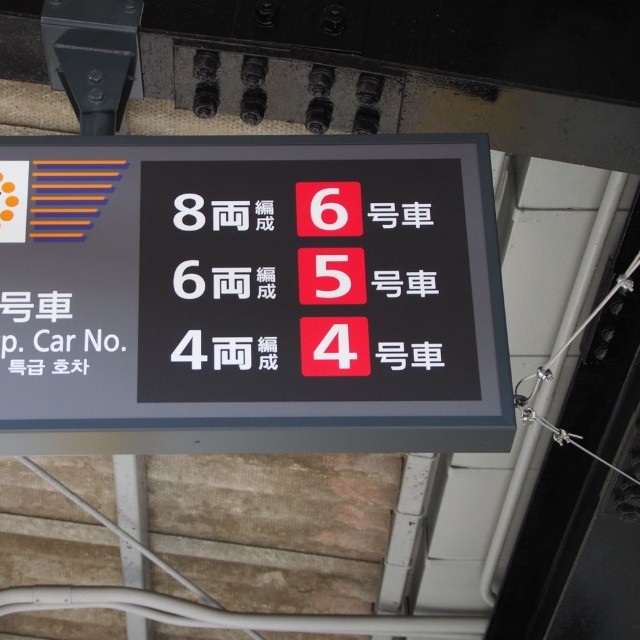 8両編成 6号車
6両編成 5号車
4両編成 4号車
号車
p. Car No.
특급 호차